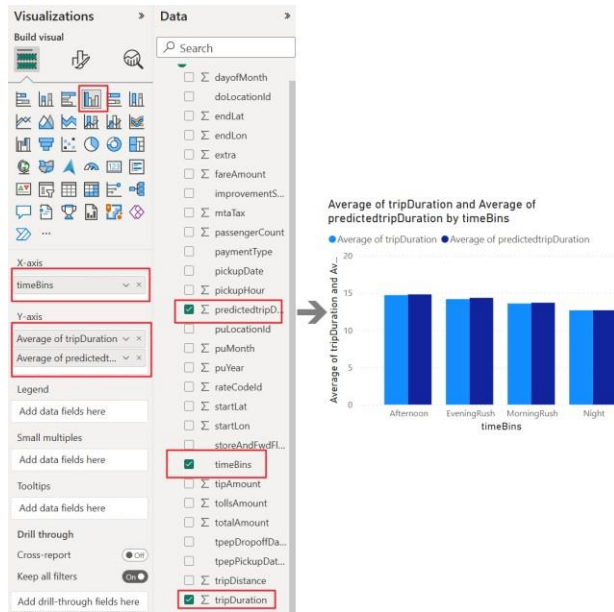 Visualizations
»
Build visual
...
X-axis
timeBins
Y-axis
Average of tripDuration
Average of predictedt...
Legend
Add data fields here
Small multiples
Add data fields here
Tooltips
Add data fields here
Drill through
Cross-report
Off
Keep all filters
On
Add drill-through fields here
Data
»
Search
dayofMonth
doLocationId
endLat
endLon
extra
fareAmount
improvementS...
mtaTax
passengerCount
paymentType
pickupDate
pickupHour
predictedtripD...
puLocationId
puMonth
puYear
rateCodeId
startLat
startLon
storeAndFwdFl...
timeBins
tipAmount
tollsAmount
totalAmount
tpepDropoffDa...
tpepPickupDat...
tripDistance
tripDuration
Average of tripDuration and Average of
predictedtripDuration by timeBins
Average of tripDuration Average of predictedtripDuration
Average of tripDuration and Av...
20
15
10
5
0
Afternoon EveningRush MorningRush Night
timeBins